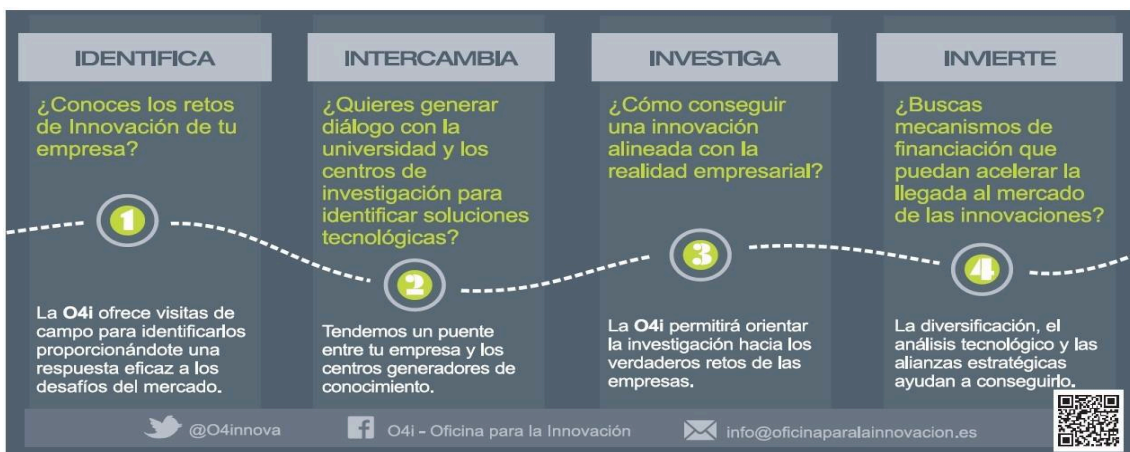 IDENTIFICA
¿Conoces los retos
de Innovación de tu
empresa?
1
La O4i ofrece visitas de
campo para identificarlos
proporcionándote una
respuesta eficaz a los
desafíos del mercado.
INTERCAMBIA
¿Quieres generar
diálogo con la
universidad y los
centros de
investigación para
identificar soluciones
tecnológicas?
2
Tendemos un puente
entre tu empresa y los
centros generadores de
conocimiento.
INVESTIGA
¿Cómo conseguir
una innovación
alineada con la
realidad empresarial?
3
La O4i permitirá orientar
la investigación hacia los
verdaderos retos de las
empresas.
INVIERTE
¿Buscas
mecanismos de
financiación que
puedan acelerar la
llegada al mercado
de las innovaciones?
4
La diversificación, el
análisis tecnológico y las
alianzas estratégicas
ayudan a conseguirlo.
@O4innova
O4i - Oficina para la Innovación
info@oficinaparalainnovacion.es